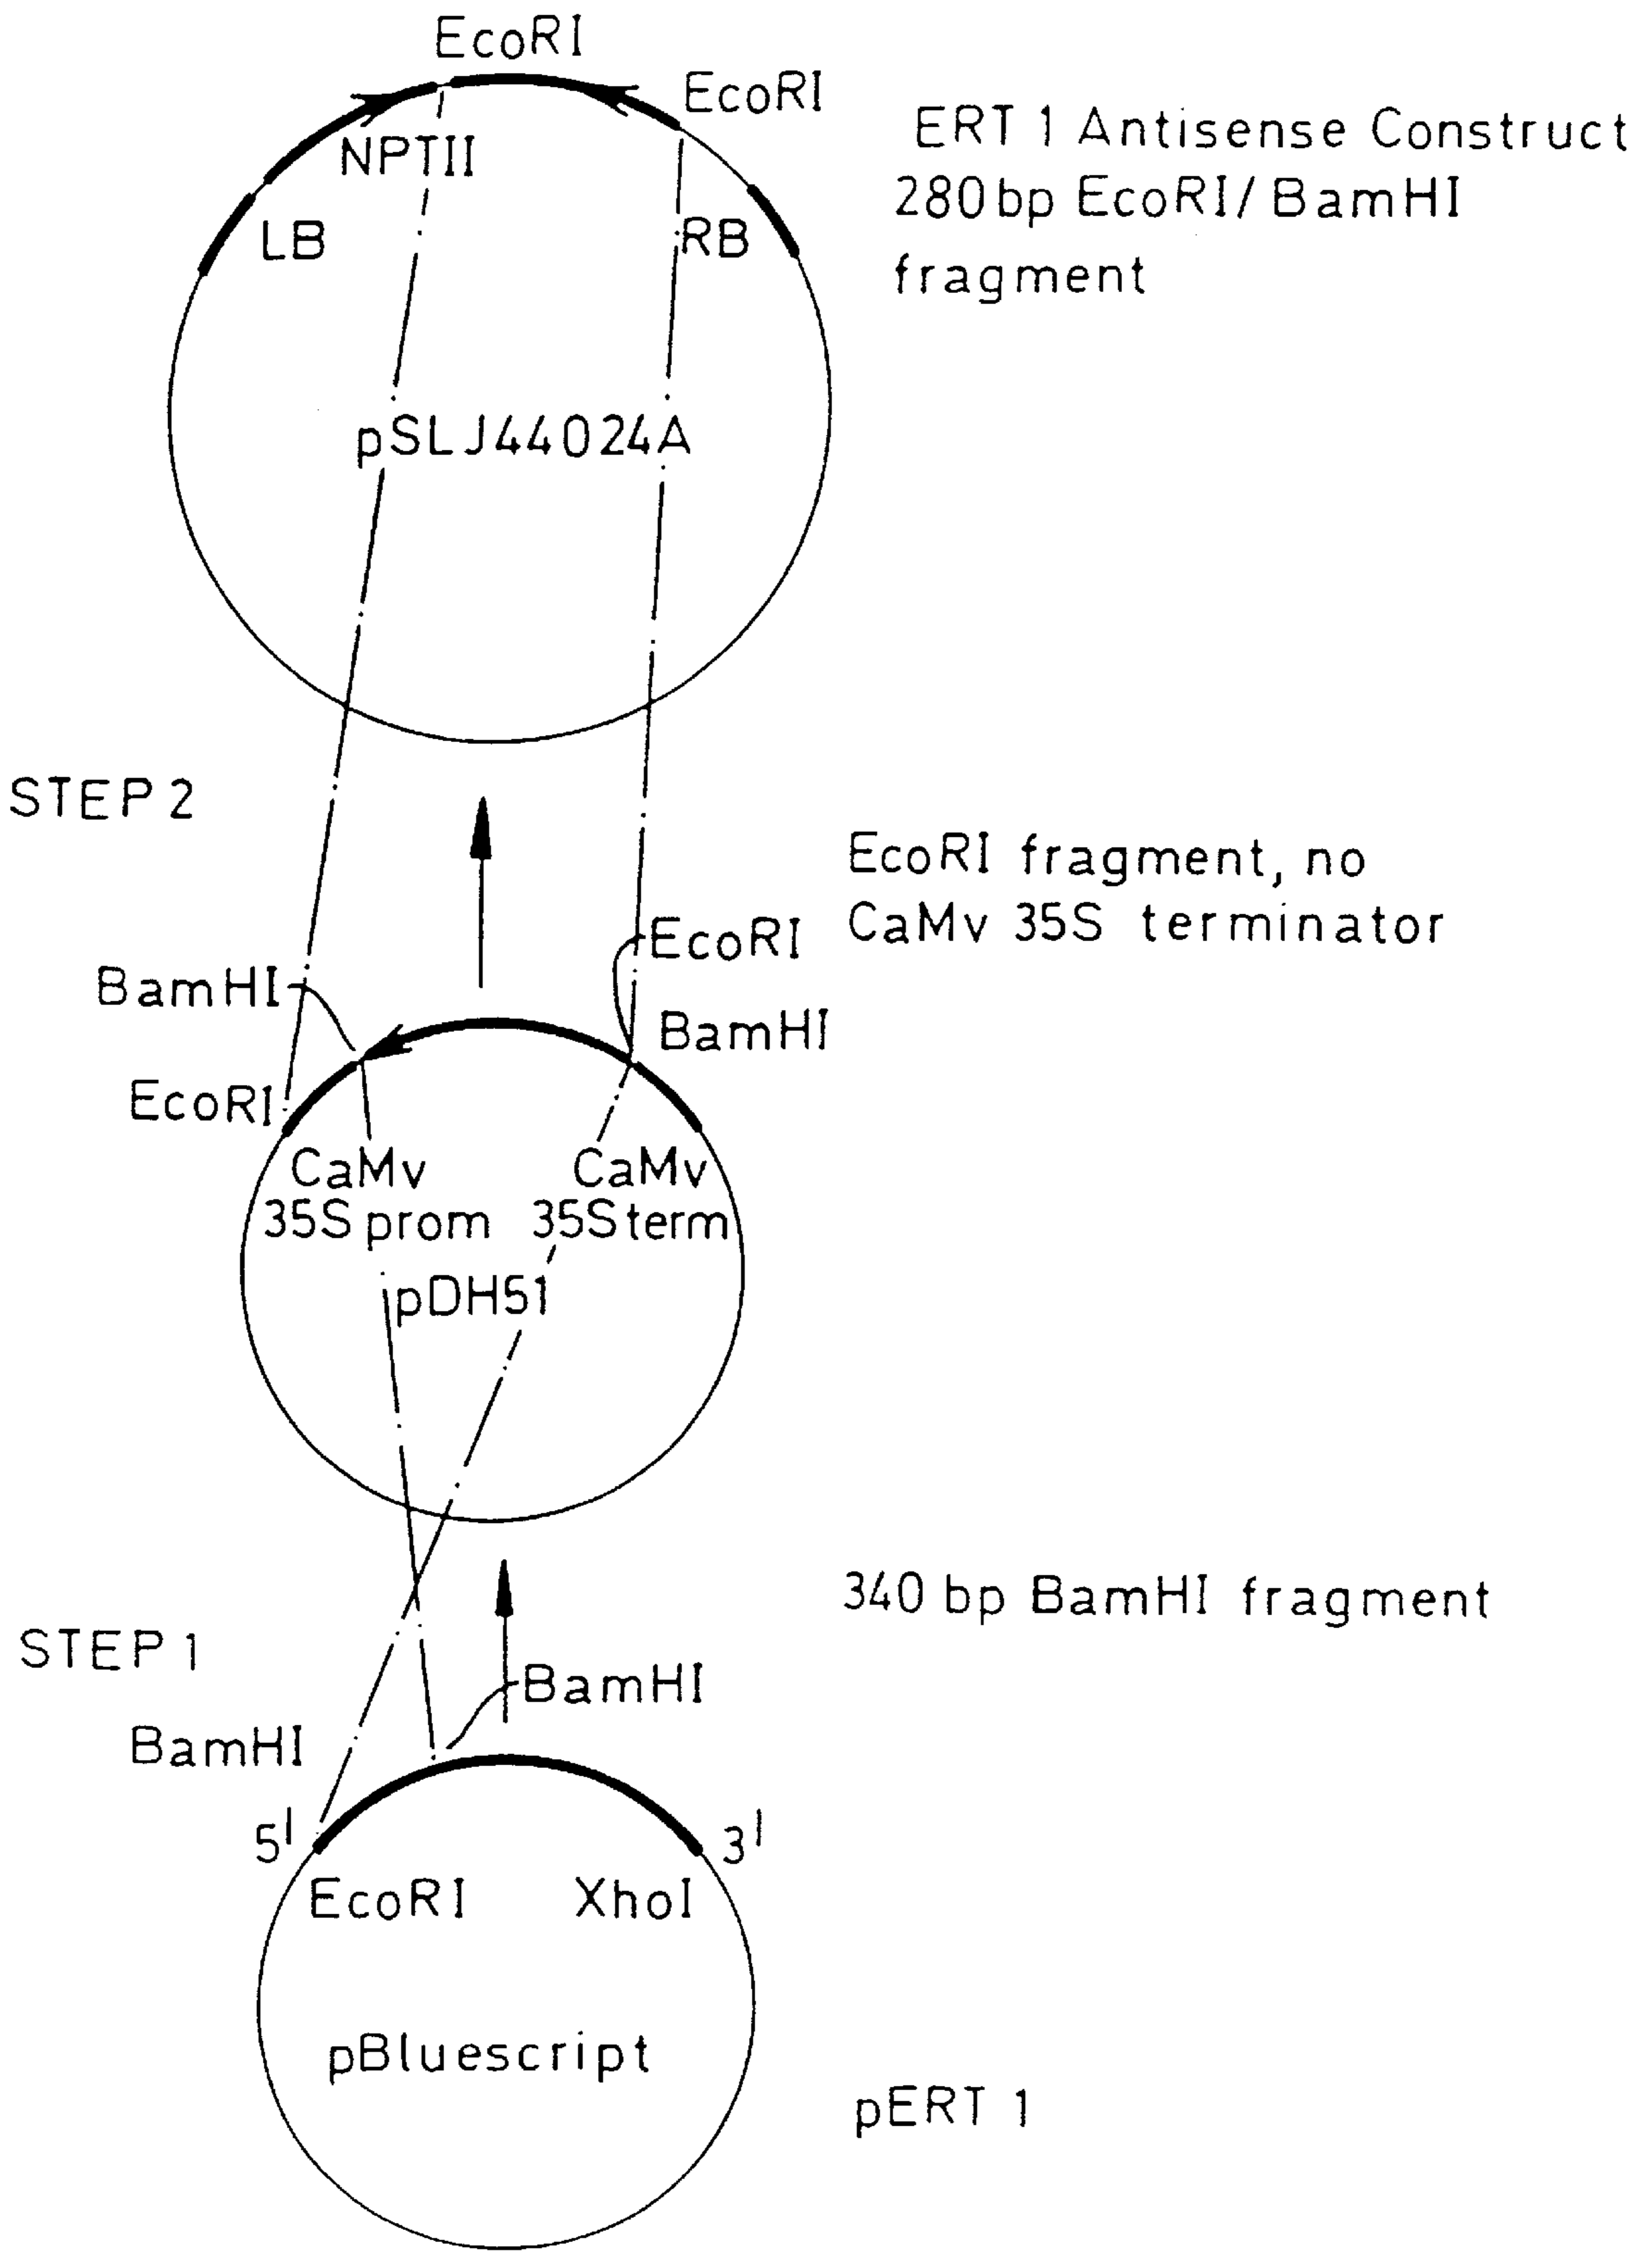 EcoRI
EcoRI
NPTII
LB
RB
ERT 1 Antisense Construct
280bp EcoRI/ BamHI
fragment
pSLJ44024A
STEP 2
EcoRI fragment, no
CaMv 35S terminator
EcoRI
BamHI
BamHI
EcoRI
CaMv
35S prom
CaMv
35S term
pDH51
340 bp BamHI fragment
STEP 1
BamHI
BamHI
5'
3'
EcoRI
XhoI
pBluescript
pERT 1